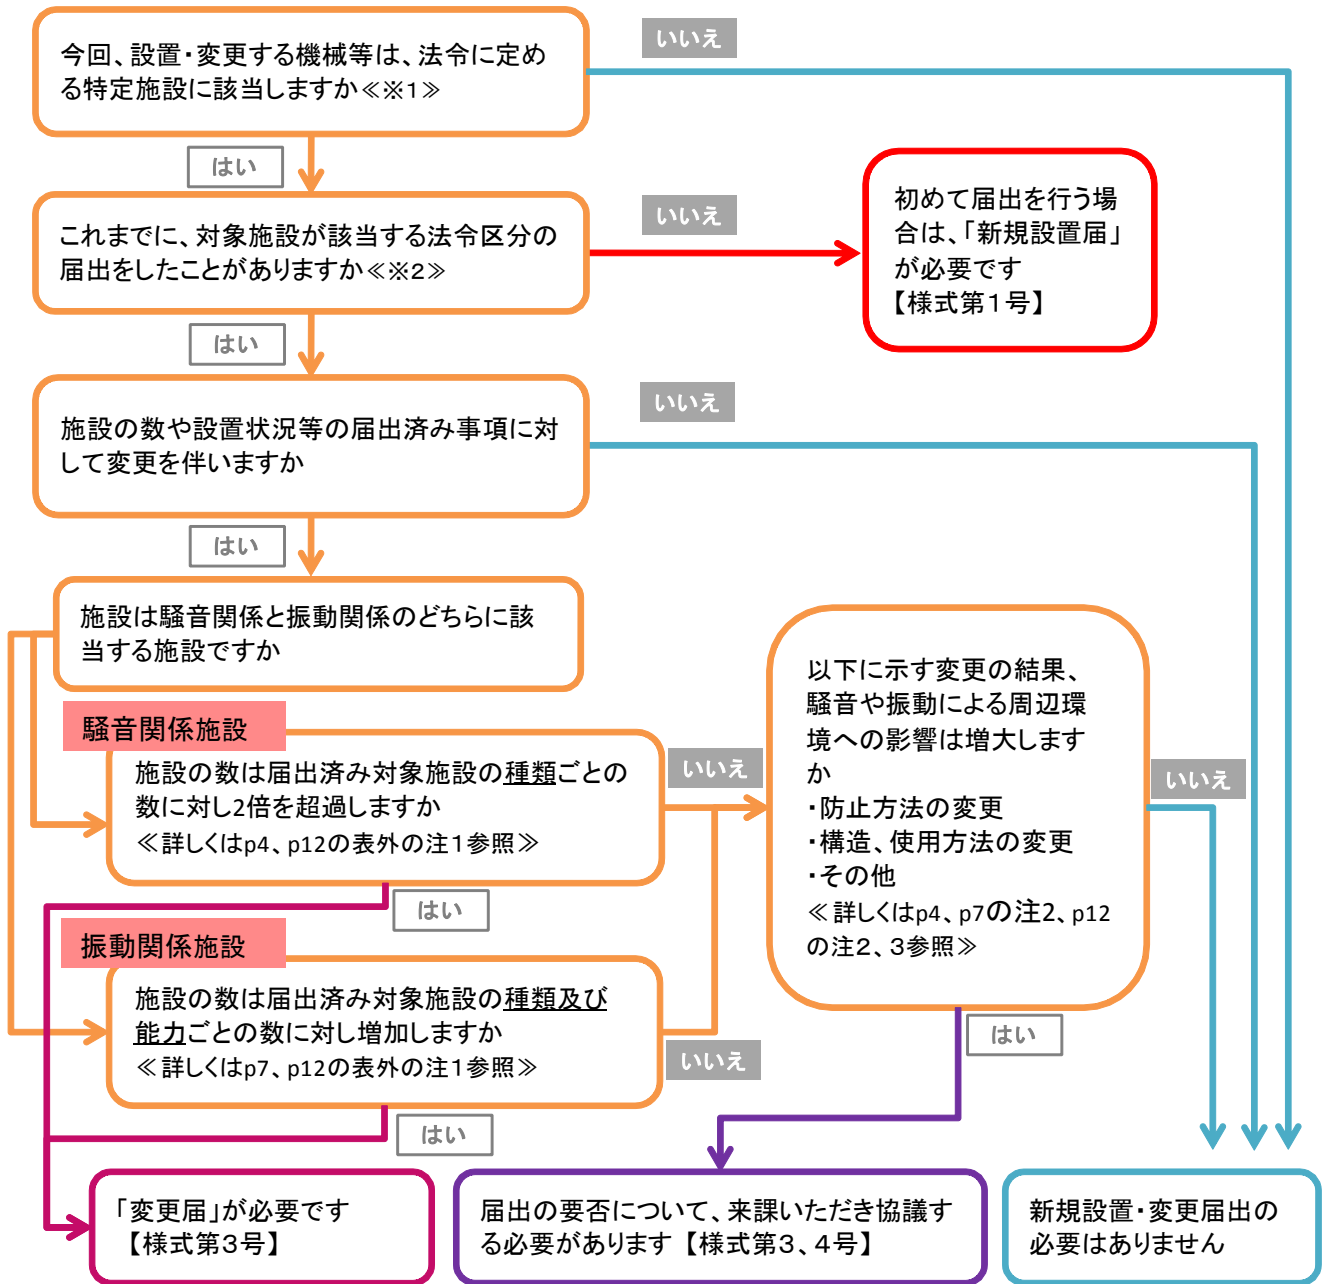 今回、設置・変更する機械等は、法令に定め
る特定施設に該当しますか≪※1≫
いいえ
はい
これまでに、対象施設が該当する法令区分の
届出をしたことがありますか≪※2≫
いいえ
初めて届出を行う場
合は、「新規設置届」
が必要です
【様式第1号】
はい
施設の数や設置状況等の届出済み事項に対
して変更を伴いますか
いいえ
はい
施設は騒音関係と振動関係のどちらに該
当する施設ですか
騒音関係施設
施設の数は届出済み対象施設の種類ごとの
数に対し2倍を超過しますか
≪詳しくはp4、p12の表外の注1参照≫
いいえ
はい
振動関係施設
施設の数は届出済み対象施設の種類及び
能力ごとの数に対し増加しますか
≪詳しくはp7、p12の表外の注1参照≫
いいえ
はい
以下に示す変更の結果、
騒音や振動による周辺環
境への影響は増大します
か
・防止方法の変更
・構造、使用方法の変更
・その他
≪詳しくはp4、p7の注2、p12
の注2、3参照≫
いいえ
はい
「変更届」が必要です
【様式第3号】
届出の要否について、来課いただき協議す
る必要があります【様式第3、4号】
新規設置・変更届出の
必要はありません